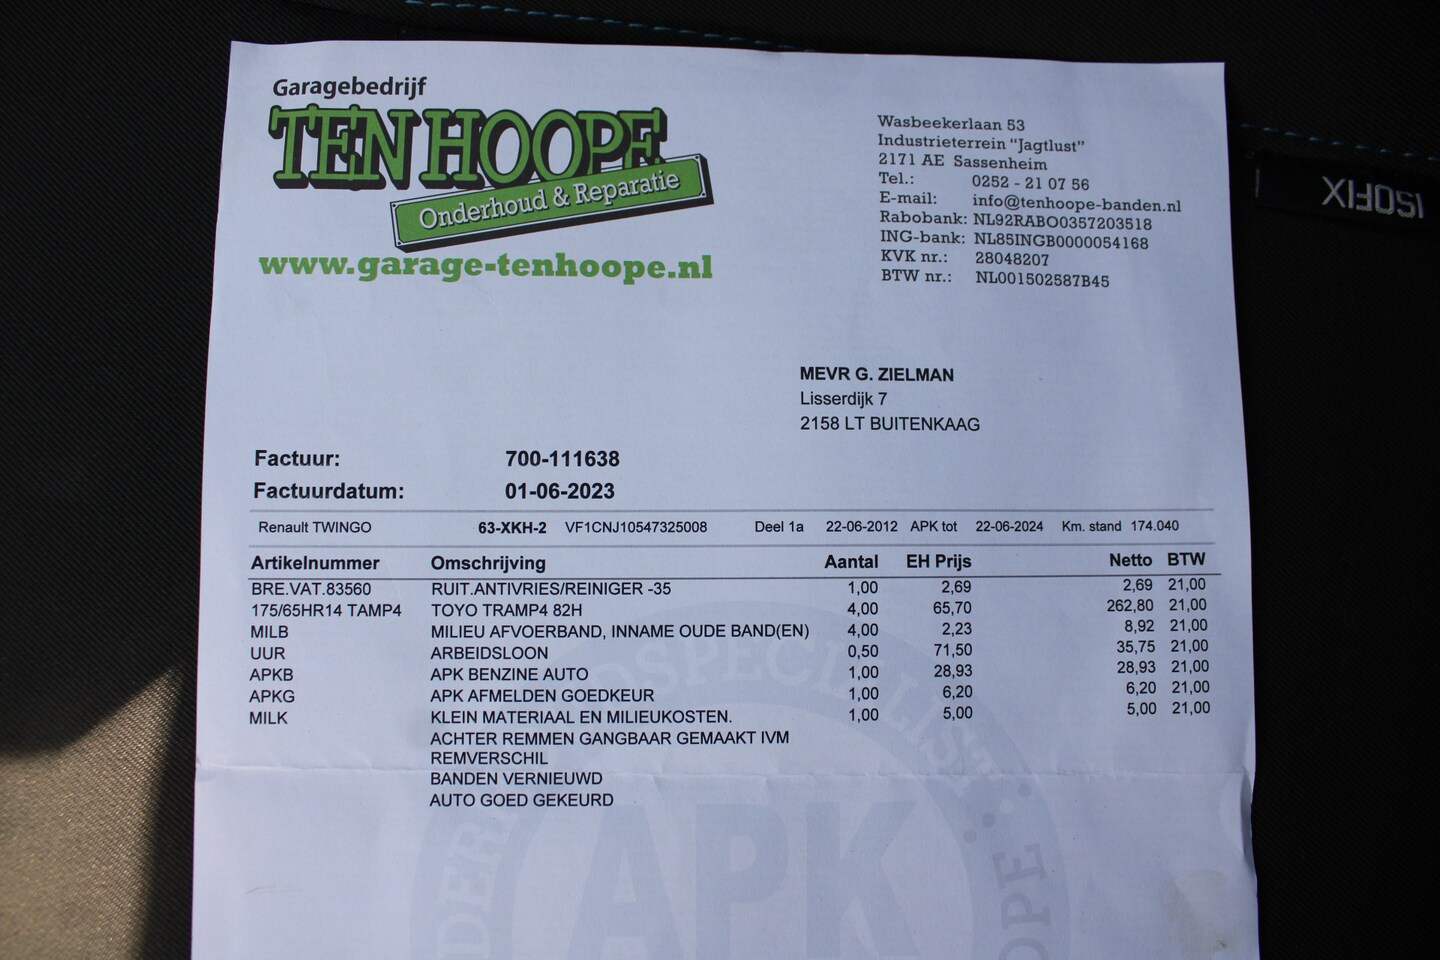 Garagebedrijf
TEN HOOPE
Onderhoud & Reparatie
www.garage-tenhoope.nl
Wasbeekerlaan 53
Industrieterrein "Jagtlust"
2171 AE Sassenheim
Tel.: 0252 - 21 07 56
E-mail: info@tenhoope-banden.nl
Rabobank: NL92RABO0357203518
ING-bank: NL85INGB0000054168
KVK nr.: 28048207
BTW nr.: NL001502587B45
ISOFIX
MEVR G. ZIELMAN
Lisserdijk 7
2158 LT BUITENKAAG
Factuur: 700-111638
Factuurdatum: 01-06-2023
Renault TWINGO 63-XKH-2 VF1CNJ10547325008 Deel 1a 22-06-2012 APK tot 22-06-2024 Km. stand 174.040
Artikelnummer Omschrijving Aantal EH Prijs Netto BTW
BRE.VAT.83560 RUIT.ANTIVRIES/REINIGER -35 1,00 2,69 2,69 21,00
175/65HR14 TAMP4 TOYO TRAMP4 82H 4,00 65,70 262,80 21,00
MILB MILIEU AFVOERBAND, INNAME OUDE BAND(EN) 4,00 2,23 8,92 21,00
UUR ARBEIDSLOON 0,50 71,50 35,75 21,00
APKB APK BENZINE AUTO 1,00 28,93 28,93 21,00
APKG APK AFMELDEN GOEDKEUR 1,00 6,20 6,20 21,00
MILK KLEIN MATERIAAL EN MILIEUKOSTEN. 1,00 5,00 5,00 21,00
ACHTER REMMEN GANGBAAR GEMAAKT IVM
REMVERSCHIL
BANDEN VERNIEUWD
AUTO GOED GEKEURD
APK